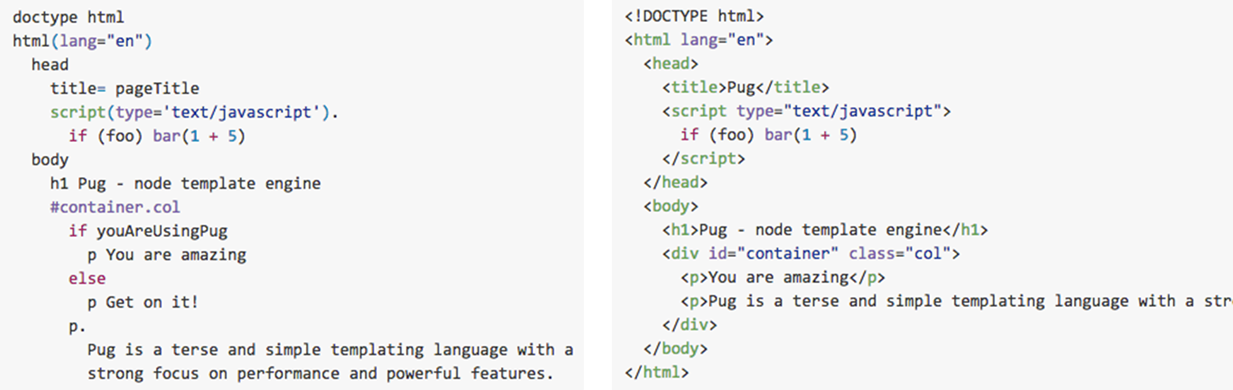 doctype html
html(lang="en")
  head
    title= pageTitle
    script(type='text/javascript').
      if (foo) bar(1 + 5)
  body
    h1 Pug - node template engine
    #container.col
      if youAreUsingPug
        p You are amazing
      else
        p Get on it!
      p.
        Pug is a terse and simple templating language with a
        strong focus on performance and powerful features.
<!DOCTYPE html>
<html lang="en">
  <head>
    <title>Pug</title>
    <script type="text/javascript">
      if (foo) bar(1 + 5)
    </script>
  </head>
  <body>
    <h1>Pug - node template engine</h1>
    <div id="container" class="col">
      <p>You are amazing</p>
      <p>Pug is a terse and simple templating language with a
    </div>
  </body>
</html>